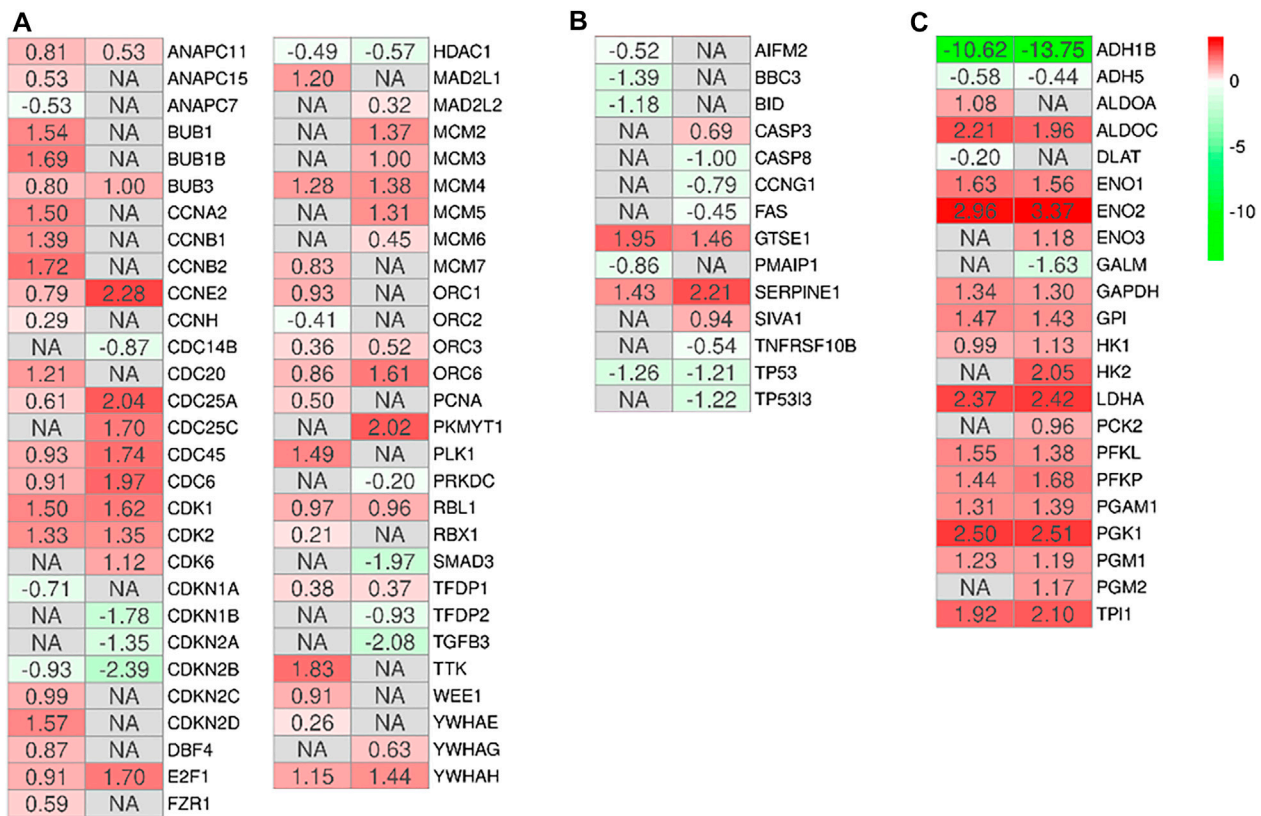 A
0.81 0.53 ANAPC11
0.53 NA ANAPC15
-0.53 NA ANAPC7
1.54 NA BUB1
1.69 NA BUB1B
0.80 1.00 BUB3
1.50 NA CCNA2
1.39 NA CCNB1
1.72 NA CCNB2
0.79 2.28 CCNE2
0.29 NA CCNH
NA -0.87 CDC14B
1.21 NA CDC20
0.61 2.04 CDC25A
NA 1.70 CDC25C
0.93 1.74 CDC45
0.91 1.97 CDC6
1.50 1.62 CDK1
1.33 1.35 CDK2
NA 1.12 CDK6
-0.71 NA CDKN1A
NA -1.78 CDKN1B
NA -1.35 CDKN2A
-0.93 -2.39 CDKN2B
0.99 NA CDKN2C
1.57 NA CDKN2D
0.87 NA DBF4
0.91 1.70 E2F1
0.59 NA FZR1
-0.49 -0.57 HDAC1
1.20 NA MAD2L1
NA 0.32 MAD2L2
NA 1.37 MCM2
NA 1.00 MCM3
1.28 1.38 MCM4
NA 1.31 MCM5
NA 0.45 MCM6
0.83 NA MCM7
0.93 NA ORC1
-0.41 NA ORC2
0.36 0.52 ORC3
0.86 1.61 ORC6
0.50 NA PCNA
NA 2.02 PKMYT1
1.49 NA PLK1
NA -0.20 PRKDC
0.97 0.96 RBL1
0.21 NA RBX1
NA -1.97 SMAD3
0.38 0.37 TFDP1
NA -0.93 TFDP2
NA -2.08 TGFB3
1.83 NA TTK
0.91 NA WEE1
0.26 NA YWHAE
NA 0.63 YWHAG
1.15 1.44 YWHAH
B
-0.52 NA AIFM2
-1.39 NA BBC3
-1.18 NA BID
NA 0.69 CASP3
NA -1.00 CASP8
NA -0.79 CCNG1
NA -0.45 FAS
1.95 1.46 GTSE1
-0.86 NA PMAIP1
1.43 2.21 SERPINE1
NA 0.94 SIVA1
NA -0.54 TNFRSF10B
-1.26 -1.21 TP53
NA -1.22 TP53I3
C
-10.62 -13.75 ADH1B
-0.58 -0.44 ADH5
1.08 NA ALDOA
2.21 1.96 ALDOC
-0.20 NA DLAT
1.63 1.56 ENO1
2.96 3.37 ENO2
NA 1.18 ENO3
NA -1.63 GALM
1.34 1.30 GAPDH
1.47 1.43 GPI
0.99 1.13 HK1
NA 2.05 HK2
2.37 2.42 LDHA
NA 0.96 PCK2
1.55 1.38 PFKL
1.44 1.68 PFKP
1.31 1.39 PGAM1
2.50 2.51 PGK1
1.23 1.19 PGM1
NA 1.17 PGM2
1.92 2.10 TPI1
0
-5
-10